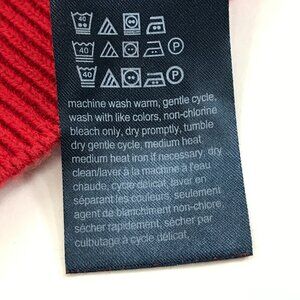 P
40
P
40
P
machine wash warm, gentle cycle,
wash with like colors, non-chlorine
bleach only, dry promptly, tumble
dry gentle cycle, medium heat
medium heat iron if necessary, dry
clean/laver à la machine à l'eau
chaude, cycle délicat, laver en
séparant les couleurs, seulement
agent de blanchiment non-chlore,
sécher rapidement, sécher par
culbutage à cycle délicat,